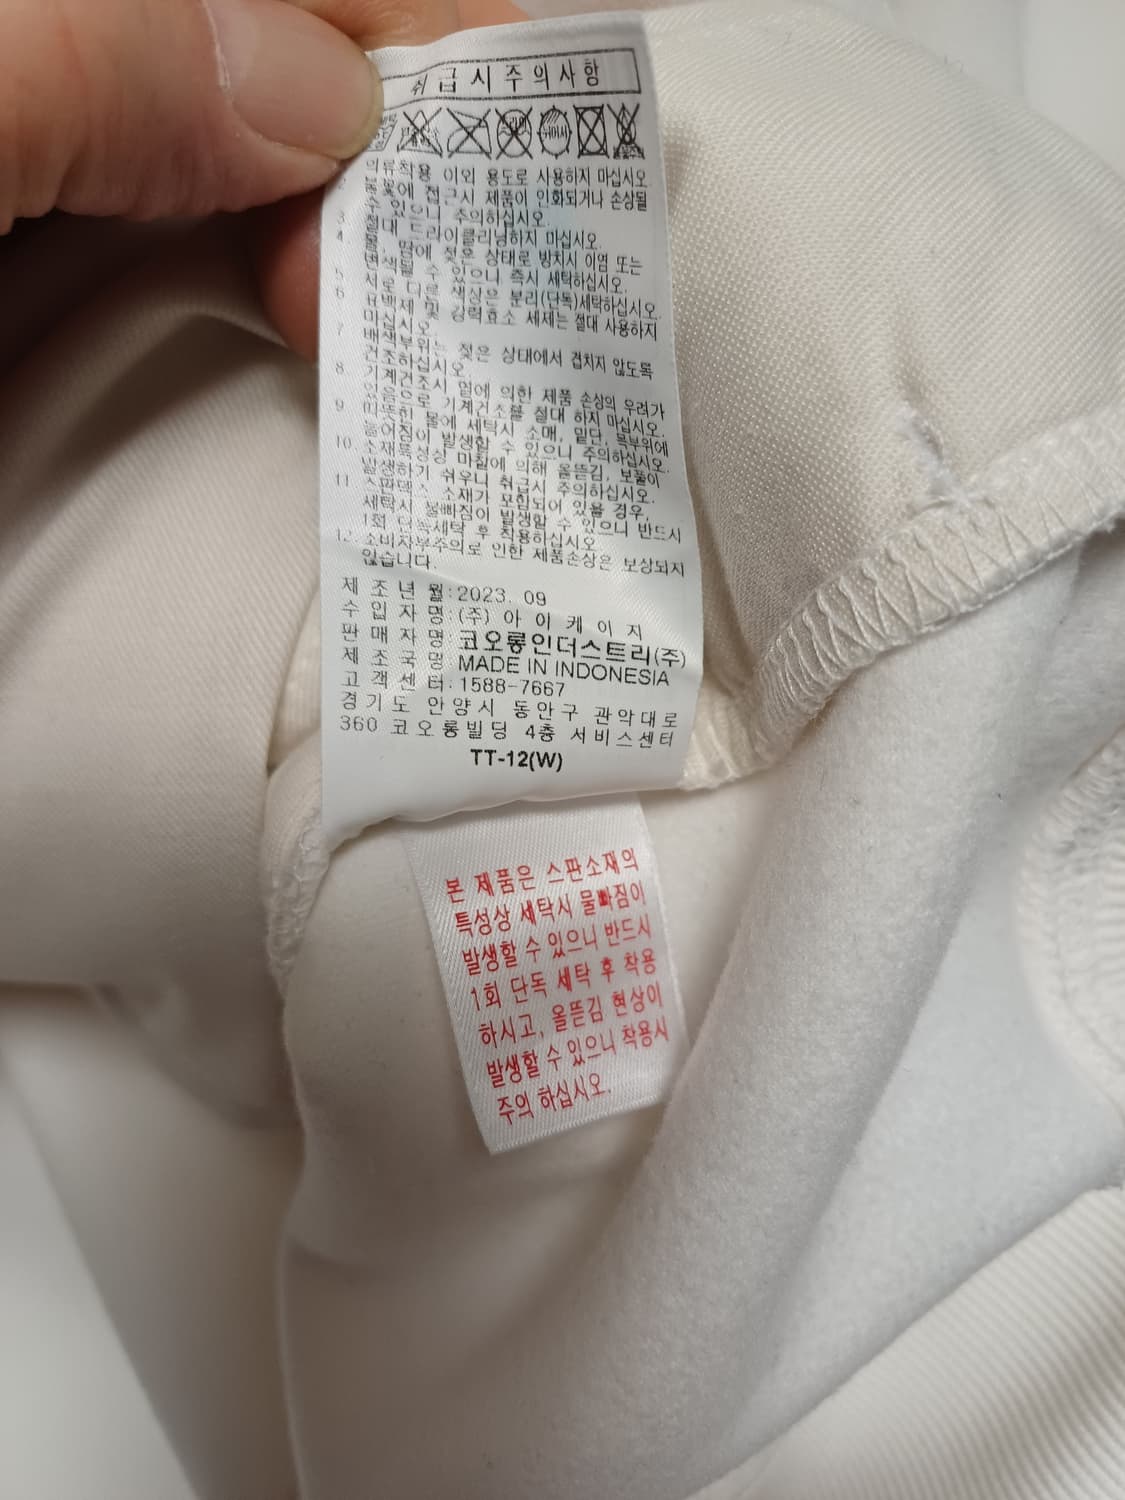 취급시주의사항
의류착용 이외 용도로 사용하지 마십시오.
2 불꽃에 접근시 제품이 인화되거나 손상될
수 있으니 주의하십시오.
3 절대 드라이클리닝하지 마십시오.
4 물, 땀에 젖은 상태로 방치시 이염 또는
변색될 수 있으니 즉시 세탁하십시오.
5 서로 다른 색상은 분리(단독)세탁하십시오.
6 표백제 및 강력효소 세제는 절대 사용하지
마십시오.
7 배색부위는 젖은 상태에서 겹치지 않도록
건조하십시오.
8 기계건조시 열에 의한 제품 손상의 우려가
있음으로 기계건조를 절대 하지 마십시오.
9 따뜻한 물에 세탁시 소매, 밑단, 목부위에
늘어짐이 발생할 수 있으니 주의하십시오.
10 소재특성상 마찰에 의해 올뜯김, 보풀이
발생하기 쉬우니 취급시 주의하십시오.
11 스판덱스 소재가 포함되어 있을 경우,
세탁시 물빠짐이 발생할 수 있으니 반드시
1회 단독세탁 후 착용하십시오.
12 소비자부주의로 인한 제품손상은 보상되지
않습니다.
제조년월:2023. 09
수입자명:(주) 아이케이지
판매자명:코오롱인더스트리(주)
제조국명:MADE IN INDONESIA
고객센터:1588-7667
경기도 안양시 동안구 관악대로
360 코오롱빌딩 4층 서비스센터
TT-12(W)
본 제품은 스판소재의
특성상 세탁시 물빠짐이
발생할 수 있으니 반드시
1회 단독 세탁 후 착용
하시고, 올뜯김 현상이
발생할 수 있으니 착용시
주의 하십시오.